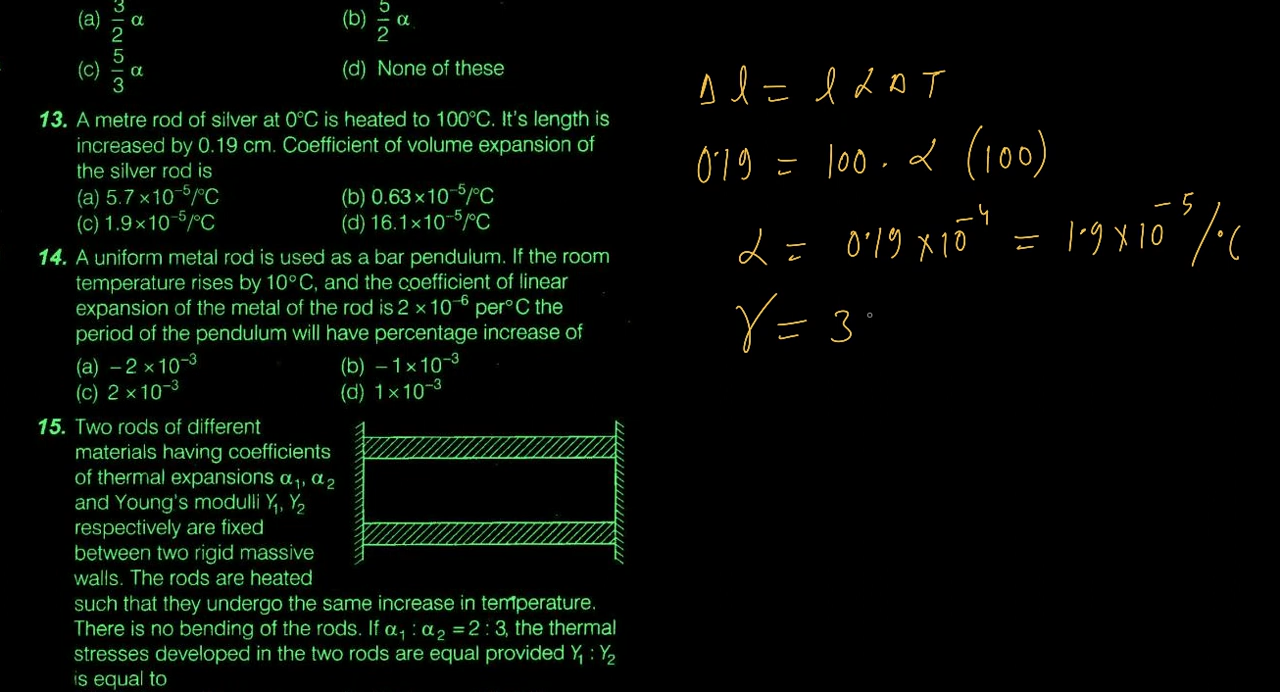 (a) 3/2 α (b) 5/2 α
(c) 5/3 α (d) None of these
13. A metre rod of silver at 0°C is heated to 100°C. It's length is
increased by 0.19 cm. Coefficient of volume expansion of
the silver rod is
(a) 5.7 ×10⁻⁵/°C (b) 0.63×10⁻⁵/°C
(c) 1.9×10⁻⁵/°C (d) 16.1×10⁻⁵/°C
14. A uniform metal rod is used as a bar pendulum. If the room
temperature rises by 10°C, and the coefficient of linear
expansion of the metal of the rod is 2 ×10⁻⁶ per°C the
period of the pendulum will have percentage increase of
(a) −2 ×10⁻³ (b) −1×10⁻³
(c) 2 ×10⁻³ (d) 1×10⁻³
15. Two rods of different
materials having coefficients
of thermal expansions α₁, α₂
and Young's modulli Y₁, Y₂
respectively are fixed
between two rigid massive
walls. The rods are heated
such that they undergo the same increase in temperature.
There is no bending of the rods. If α₁ : α₂ = 2 : 3, the thermal
stresses developed in the two rods are equal provided Y₁ : Y₂
is equal to
Δl = l α Δ T
0.19 = 100 . α (100)
α = 0.19 × 10⁻⁴ = 1.9 × 10⁻⁵ /°C
γ = 3